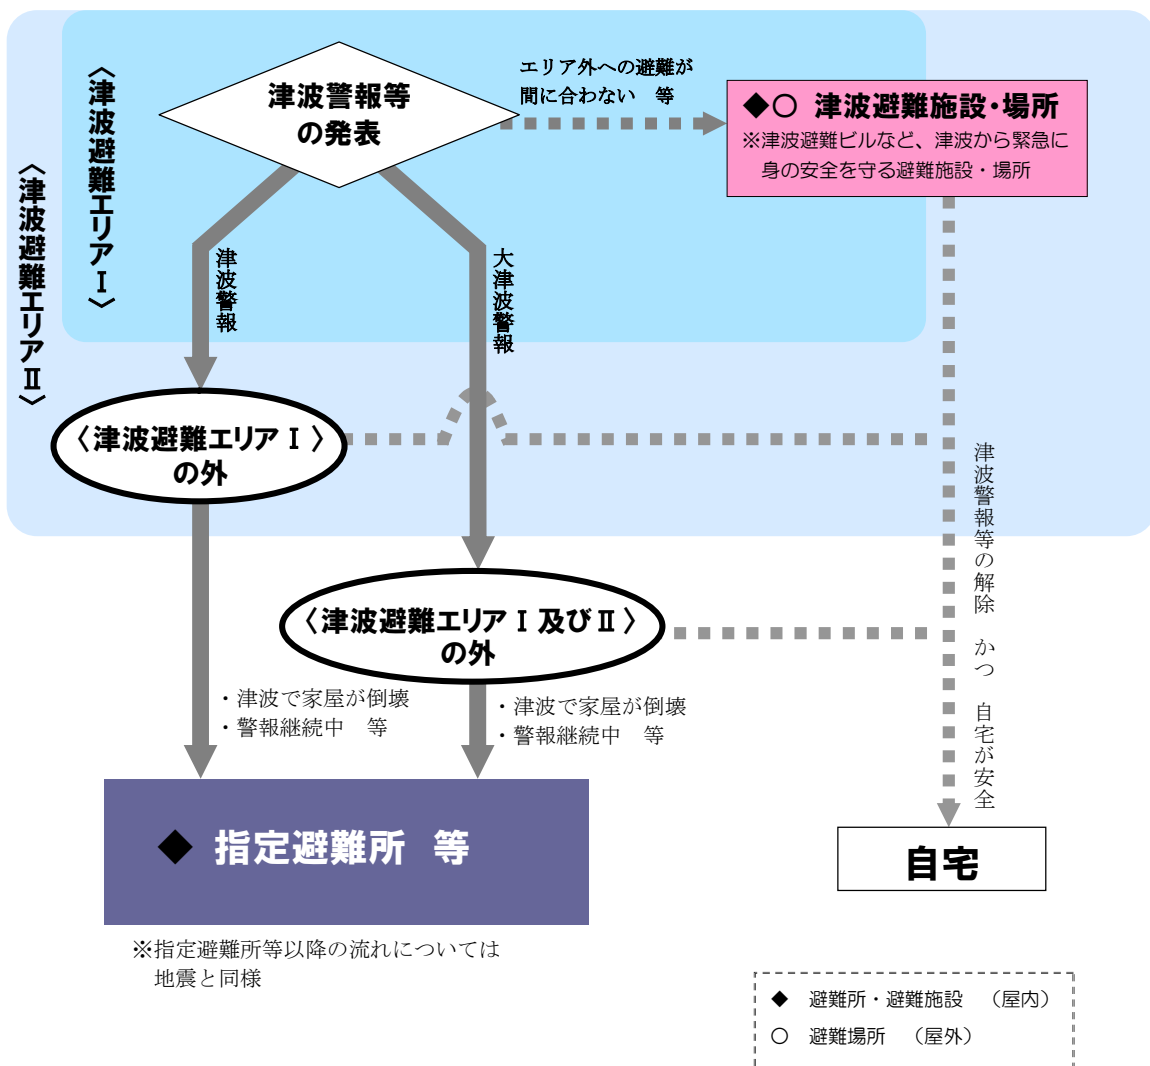 〈津波避難エリアⅡ〉
〈津波避難エリアⅠ〉
津波警報等
の発表
エリア外への避難が
間に合わない 等
◆○ 津波避難施設・場所
※津波避難ビルなど、津波から緊急に
身の安全を守る避難施設・場所
津波警報
大津波警報
〈津波避難エリアⅠ〉
の外
〈津波避難エリアⅠ及びⅡ〉
の外
津波警報等の解除 かつ 自宅が安全
・津波で家屋が倒壊
・警報継続中 等
・津波で家屋が倒壊
・警報継続中 等
◆ 指定避難所 等
自宅
※指定避難所等以降の流れについては
地震と同様
◆ 避難所・避難施設 (屋内)
○ 避難場所 (屋外)